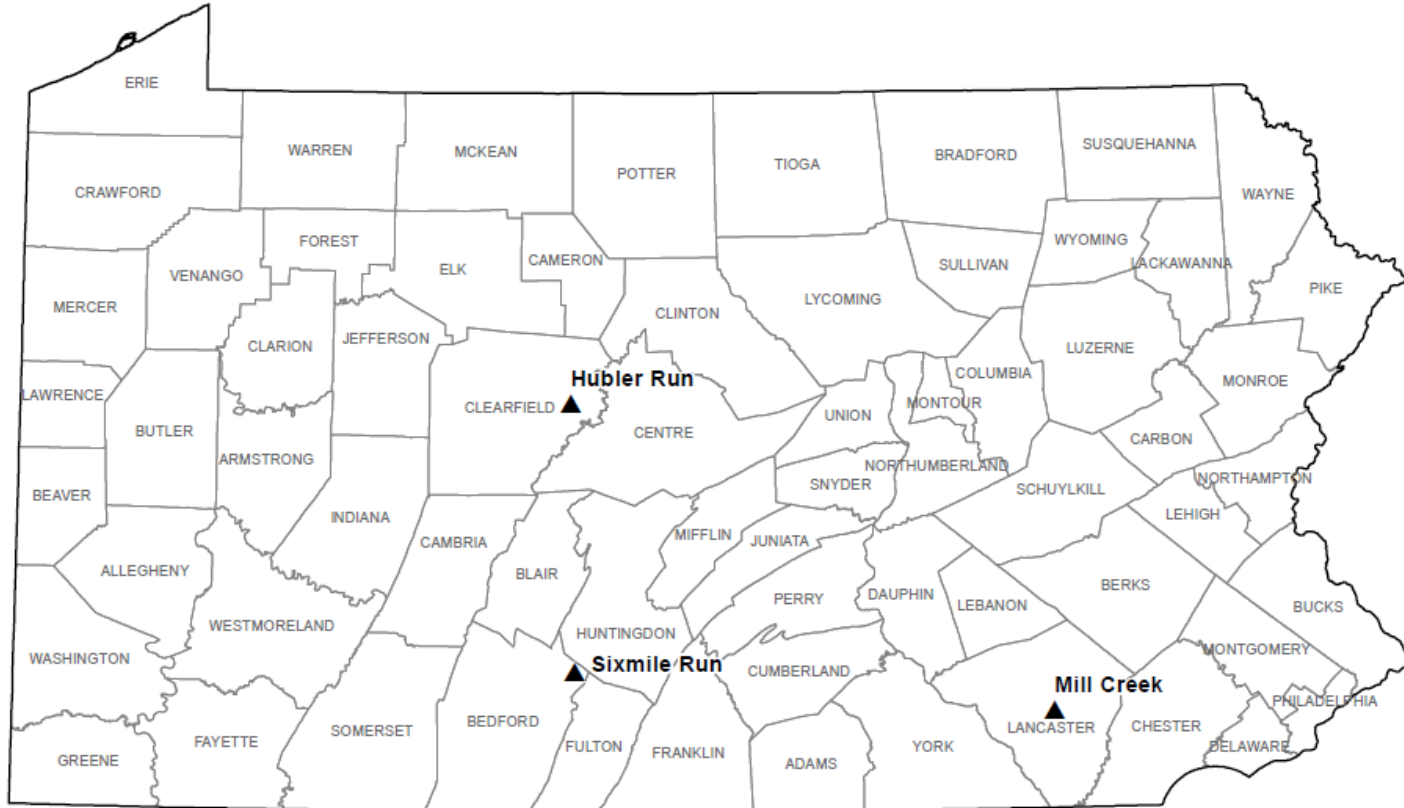 ERIE
WARREN
MCKEAN
POTTER
TIOGA
BRADFORD
SUSQUEHANNA
WAYNE
CRAWFORD
FOREST
WYOMING
LACKAWANNA
VENANGO
ELK
CAMERON
SULLIVAN
PIKE
MERCER
LYCOMING
CLINTON
JEFFERSON
CLARION
LUZERNE
COLUMBIA
MONROE
Hubler Run
LAWRENCE
CLEARFIELD
MONTOUR
UNION
BUTLER
CENTRE
CARBON
ARMSTRONG
NORTHUMBERLAND
NORTHAMPTON
SNYDER
SCHUYLKILL
BEAVER
INDIANA
LEHIGH
MIFFLIN
JUNIATA
CAMBRIA
ALLEGHENY
BLAIR
BERKS
PERRY
DAUPHIN
LEBANON
BUCKS
WESTMORELAND
HUNTINGDON
MONTGOMERY
WASHINGTON
Sixmile Run
CUMBERLAND
Mill Creek
PHILADELPHIA
BEDFORD
SOMERSET
LANCASTER
CHESTER
FAYETTE
FULTON
FRANKLIN
YORK
DELAWARE
GREENE
ADAMS